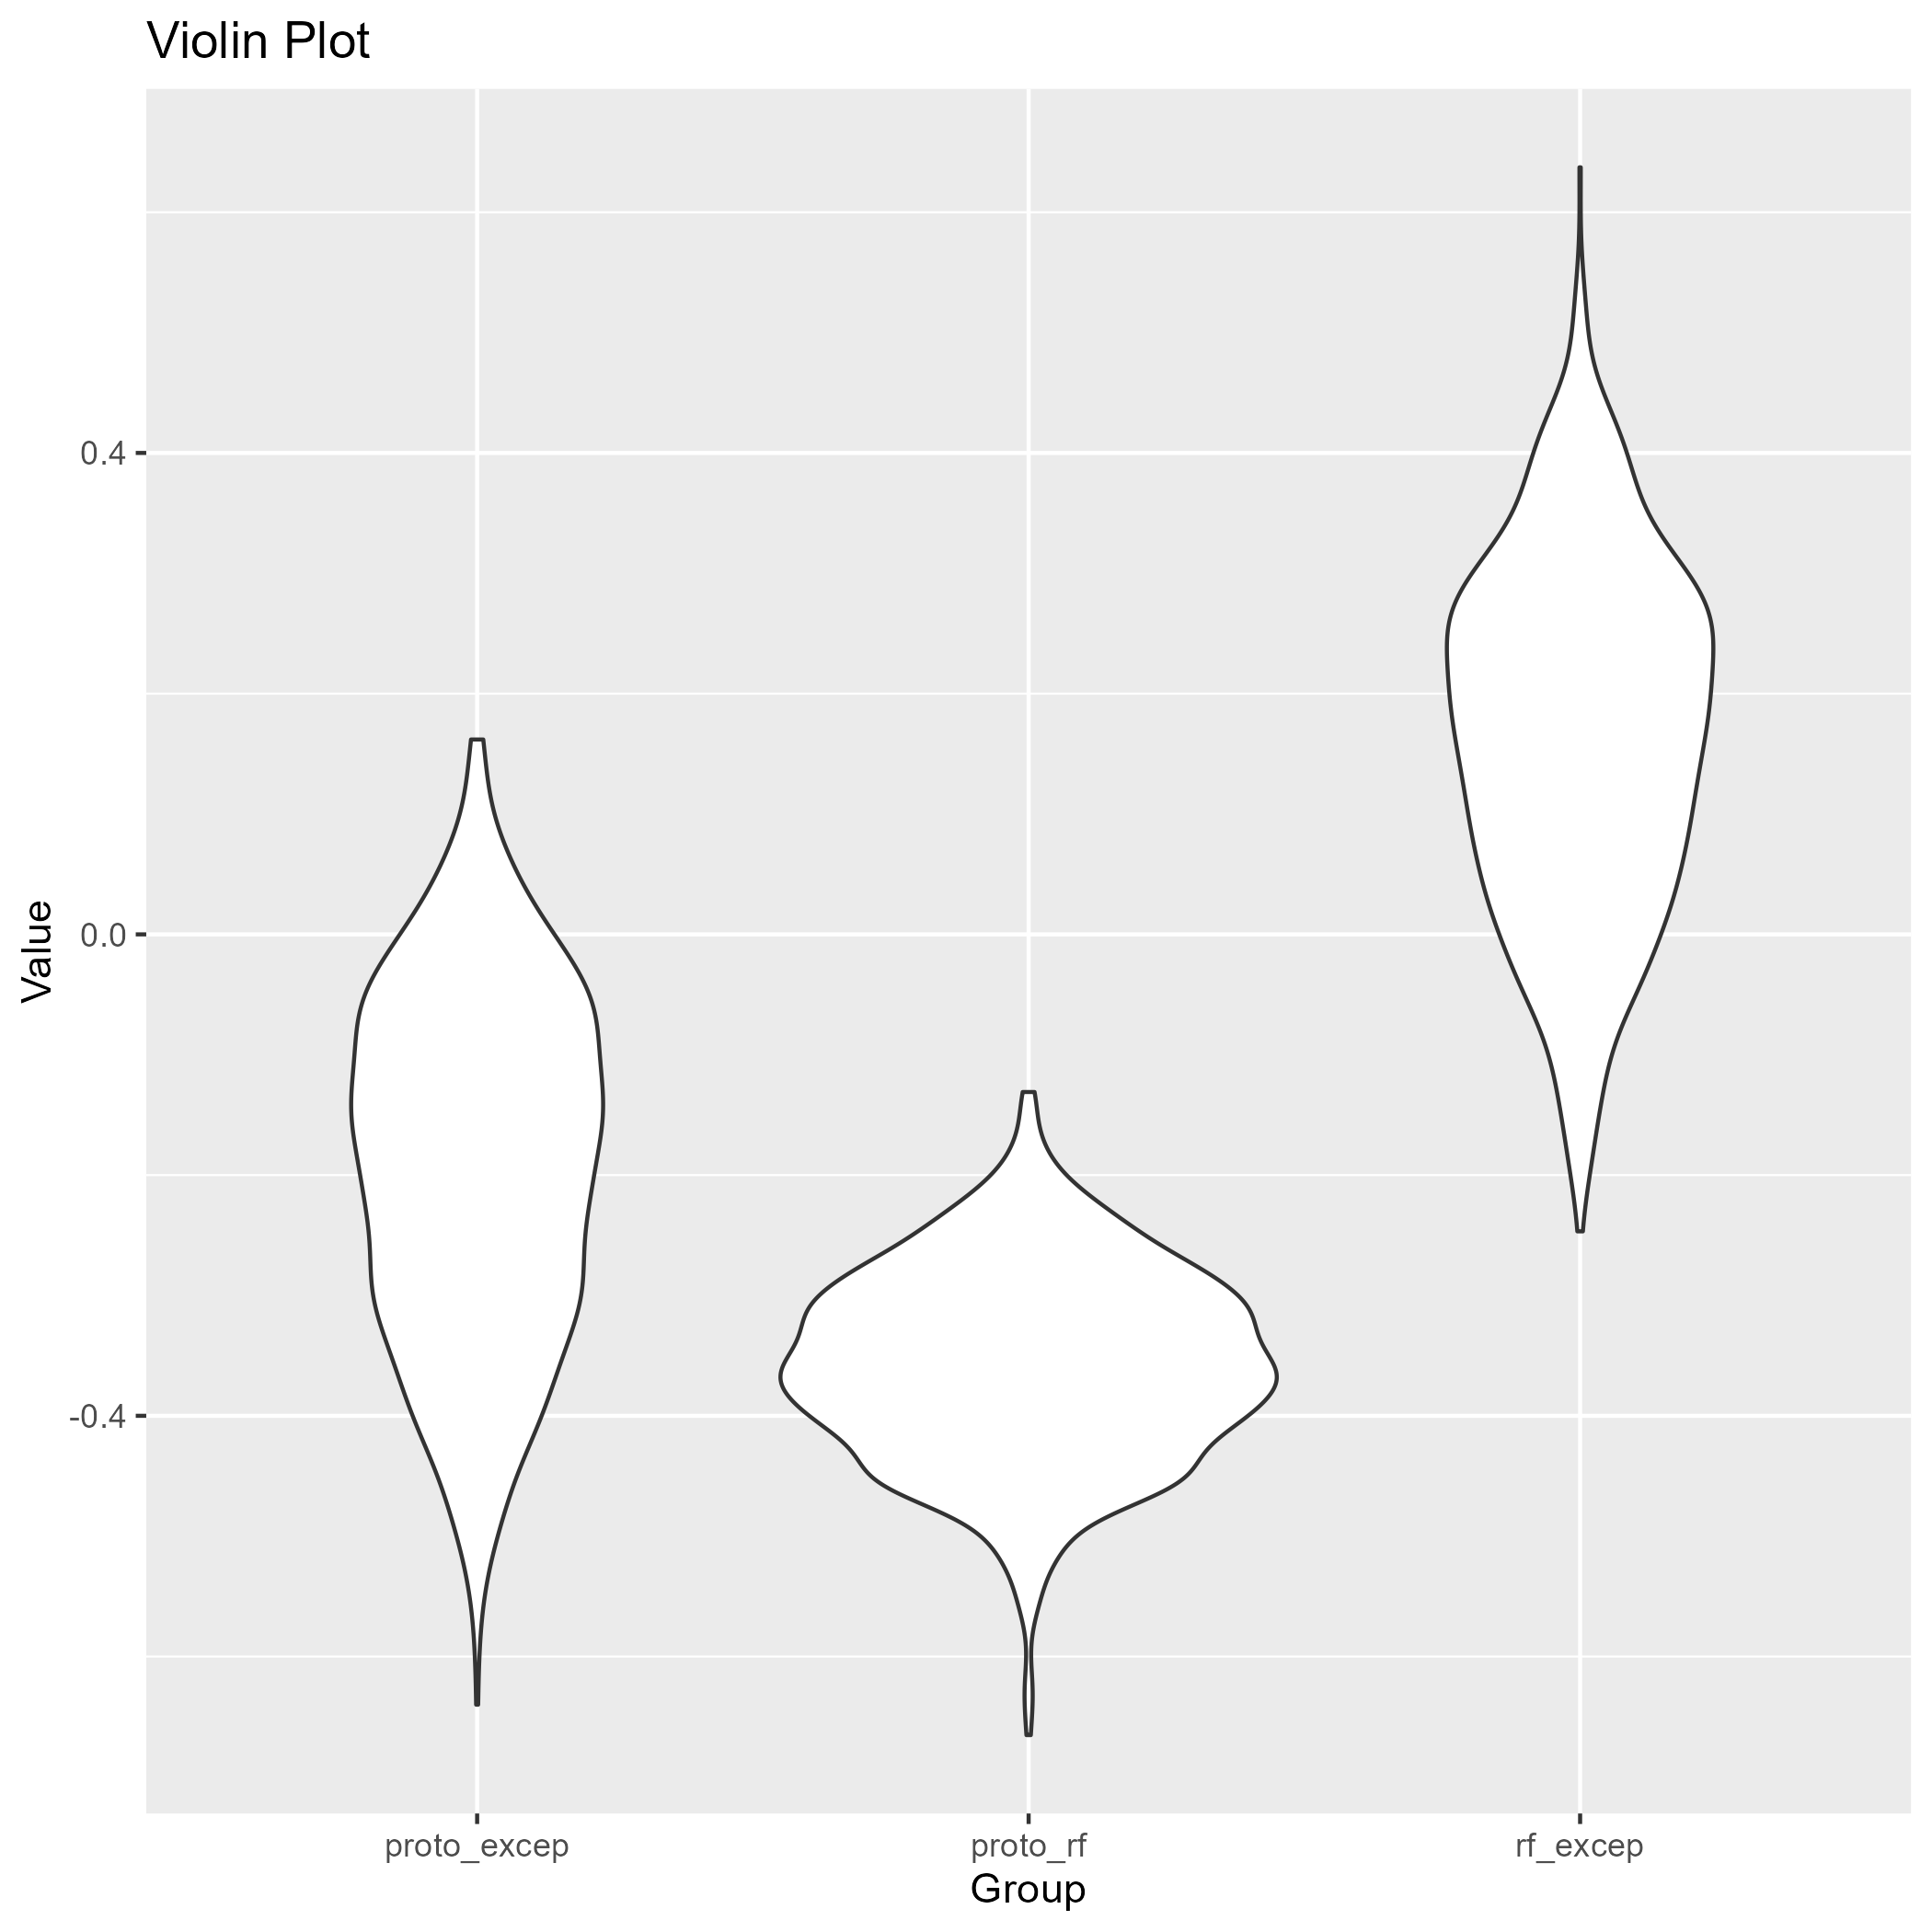 Violin Plot
Value
0.4
0.0
-0.4
proto_excep
proto_rf
rf_excep
Group